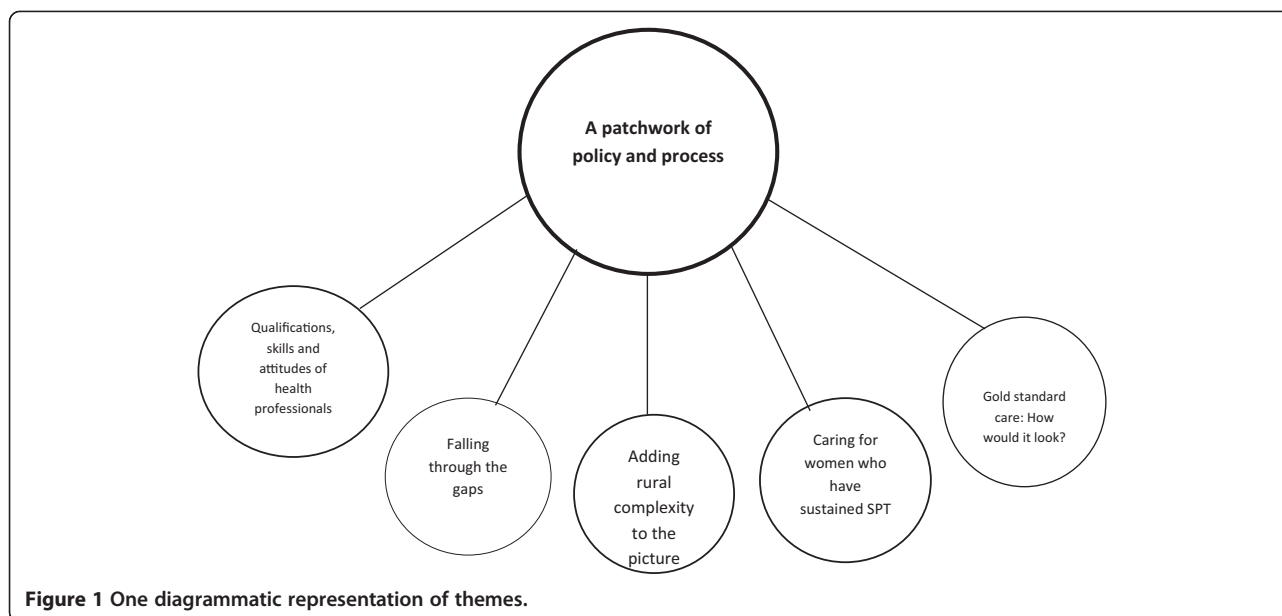 A patchwork of
policy and process
Qualifications,
skills and
attitudes of
health
professionals
Falling
through the
gaps
Adding
rural
complexity
to the
picture
Caring for
women who
have
sustained SPT
Gold standard
care: How
would it look?
Figure 1 One diagrammatic representation of themes.